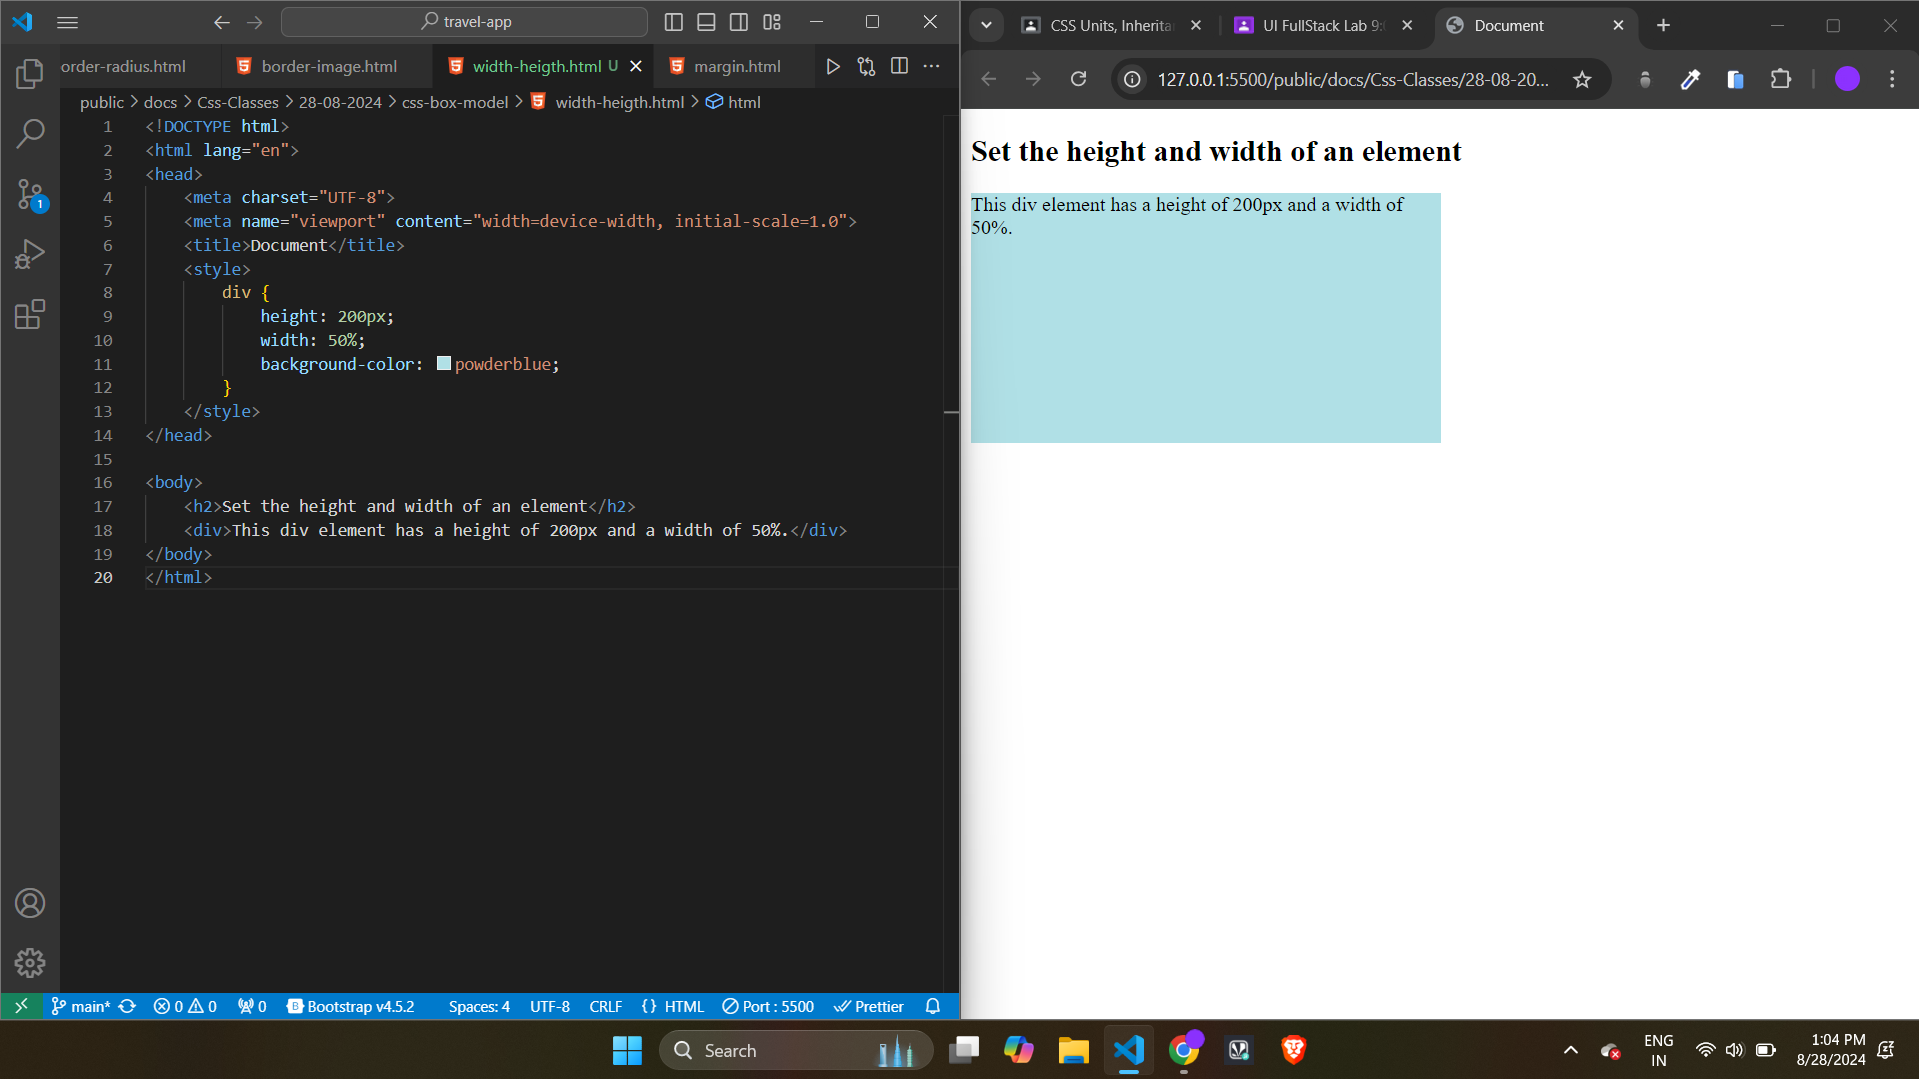 travel-app
order-radius.html
border-image.html
width-heigth.html U
margin.html
public > docs > Css-Classes > 28-08-2024 > css-box-model > width-heigth.html > html
1 <!DOCTYPE html>
2 <html lang="en">
3 <head>
4     <meta charset="UTF-8">
5     <meta name="viewport" content="width=device-width, initial-scale=1.0">
6     <title>Document</title>
7     <style>
8         div {
9             height: 200px;
10             width: 50%;
11             background-color: powderblue;
12         }
13     </style>
14 </head>
15
16 <body>
17     <h2>Set the height and width of an element</h2>
18     <div>This div element has a height of 200px and a width of 50%.</div>
19 </body>
20 </html>
1
main* 0 0 0 Bootstrap v4.5.2 Spaces: 4 UTF-8 CRLF {} HTML Port : 5500 Prettier
CSS Units, Inherita
UI FullStack Lab 9:
Document
127.0.0.1:5500/public/docs/Css-Classes/28-08-20...
Set the height and width of an element
This div element has a height of 200px and a width of
50%.
Search
ENG
IN
1:04 PM
8/28/2024